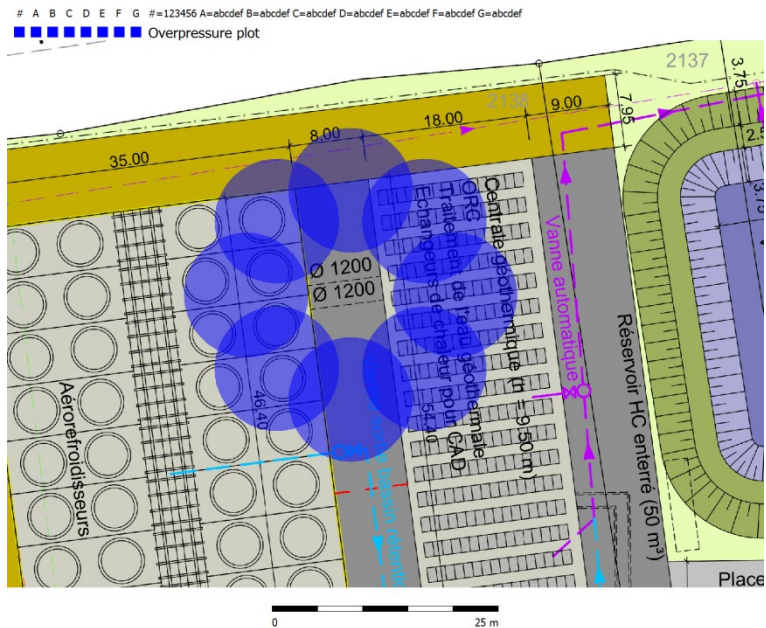 # A B C D E F G #=123456 A=abcdef B=abcdef C=abcdef D=abcdef E=abcdef F=abcdef G=abcdef
Overpressure plot
2137
3.75
2138
9.00
7.95
18.00
8.00
35.00
2.5
3.75
Centrale géothermique (h = 9.50 m)
ORC
Traitement de l'eau géothermale
Echangeurs de chaleur pour CAD
Ø 1200
Ø 1200
Vanne automatique
Réservoir HC enterré (50 m³)
Aérorefroidisseurs
46.40
54.40
bassin
Place
0 25 m